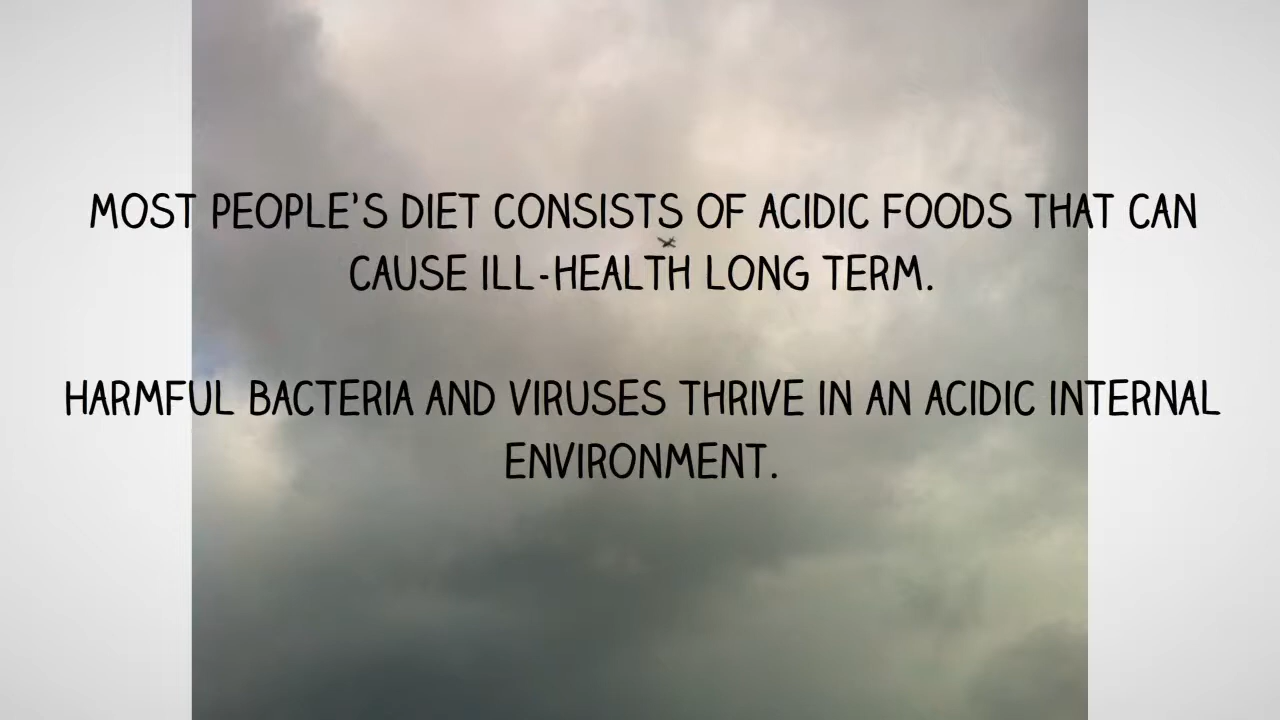 MOST PEOPLE'S DIET CONSISTS OF ACIDIC FOODS THAT CAN
CAUSE ILL-HEALTH LONG TERM.
HARMFUL BACTERIA AND VIRUSES THRIVE IN AN ACIDIC INTERNAL
ENVIRONMENT.